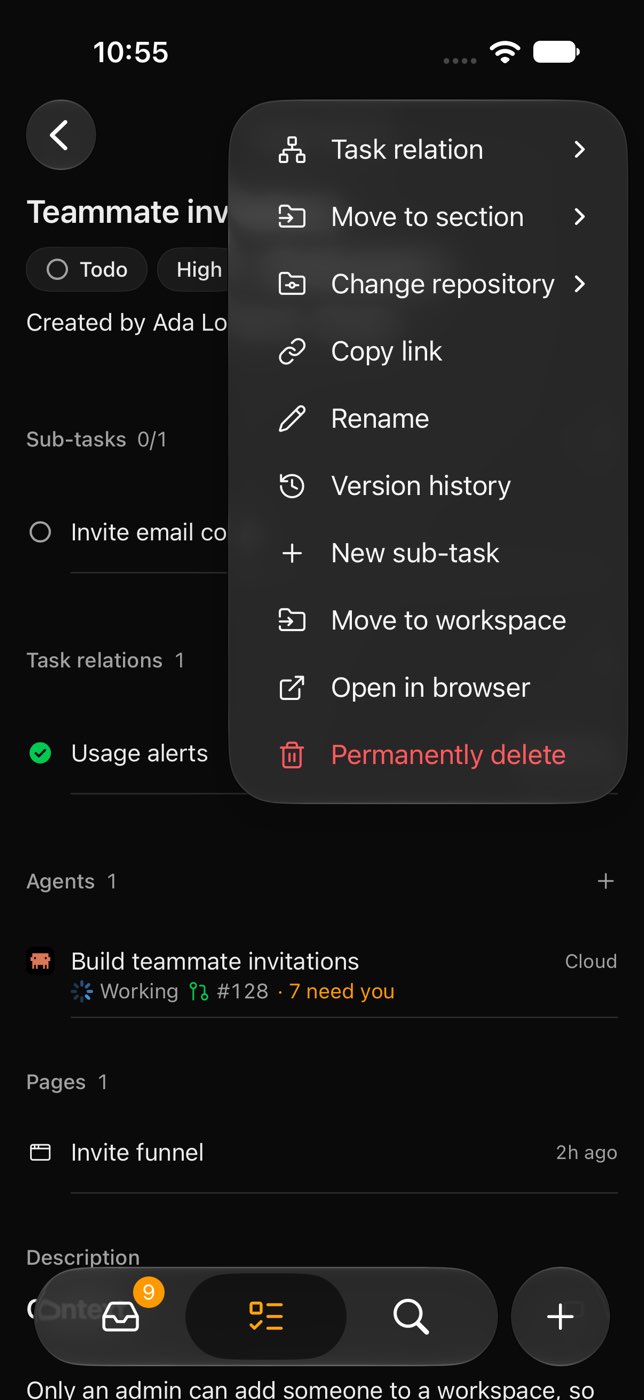 10:55
Task relation
Teammate inv
Move to section
Todo
High
Change repository
Created by Ada Lo
Copy link
Rename
Sub-tasks 0/1
Version history
Invite email co
New sub-task
Move to workspace
Task relations 1
Open in browser
Usage alerts
Permanently delete
Agents 1
Build teammate invitations
Cloud
Working #128 · 7 need you
Pages 1
Invite funnel
2h ago
Description
9
Only an admin can add someone to a workspace, so